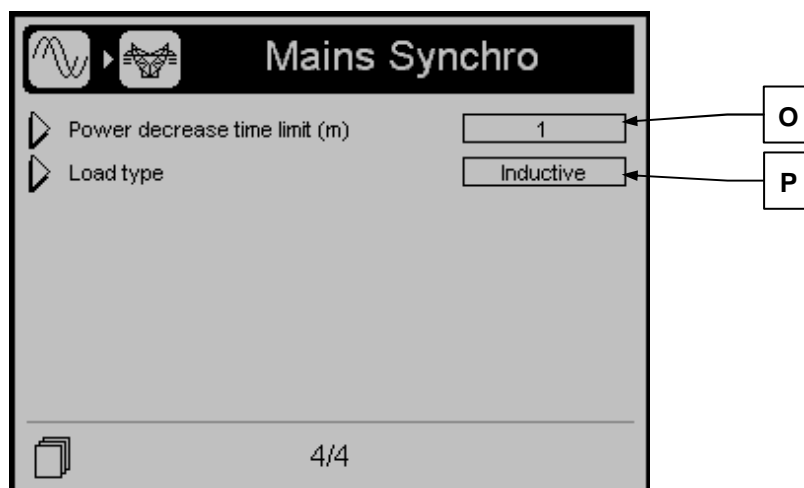 Mains Synchro
Power decrease time limit (m) 1 O
Load type Inductive P
4/4